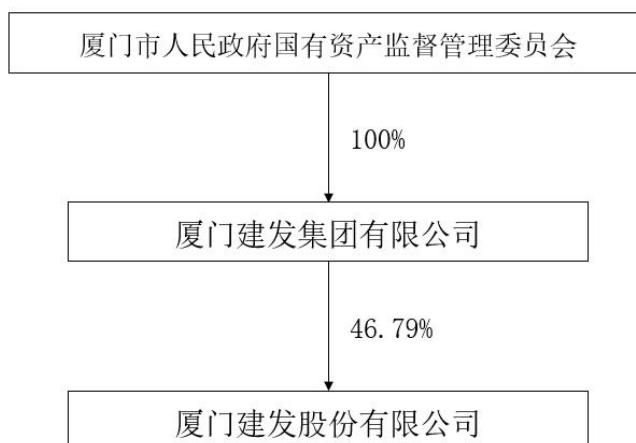 厦门市人民政府国有资产监督管理委员会
100%
厦门建发集团有限公司
46.79%
厦门建发股份有限公司